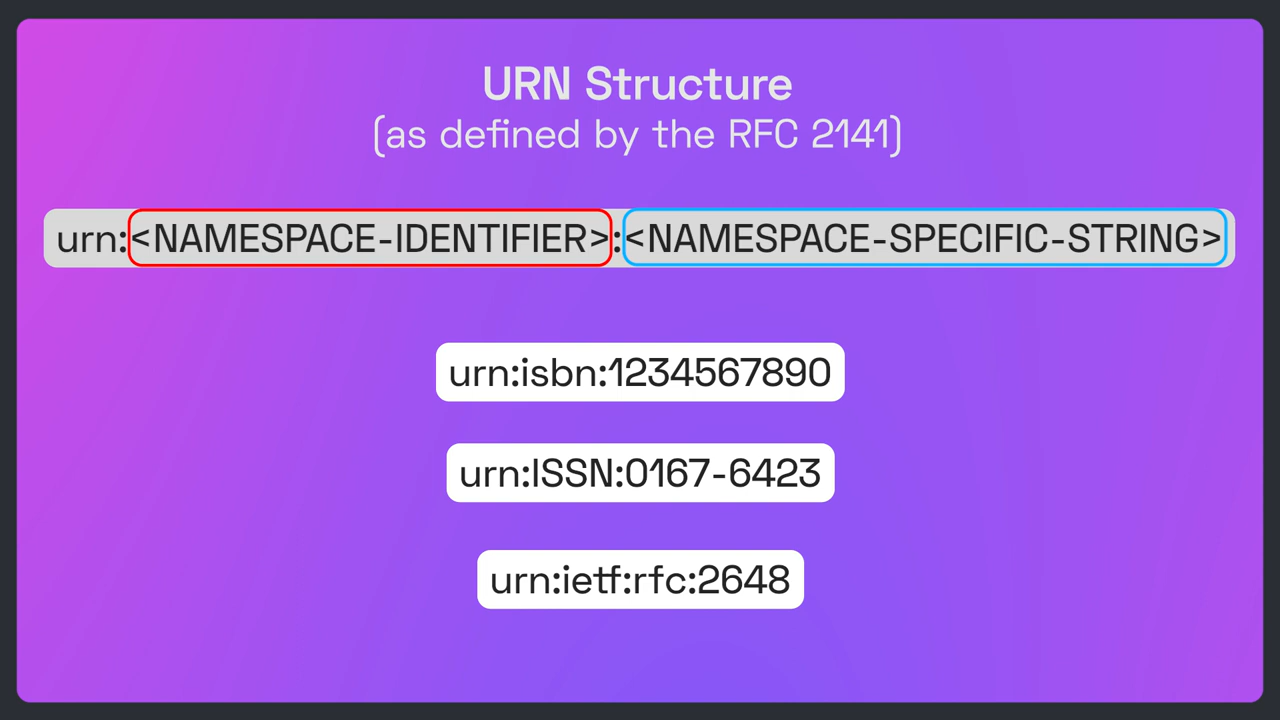 URN Structure
(as defined by the RFC 2141)
urn:<NAMESPACE-IDENTIFIER>:<NAMESPACE-SPECIFIC-STRING>
urn:isbn:1234567890
urn:ISSN:0167-6423
urn:ietf:rfc:2648